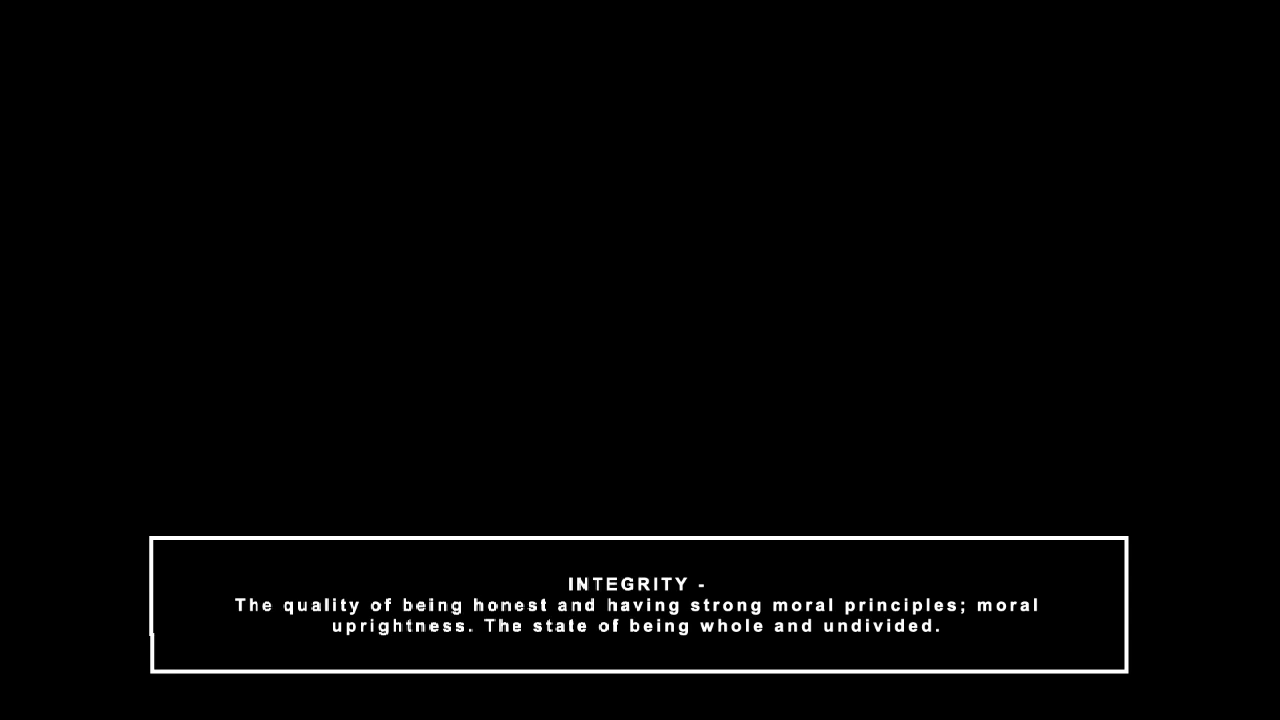 INTEGRITY -
The quality of being honest and having strong moral principles; moral
uprightness. The state of being whole and undivided.